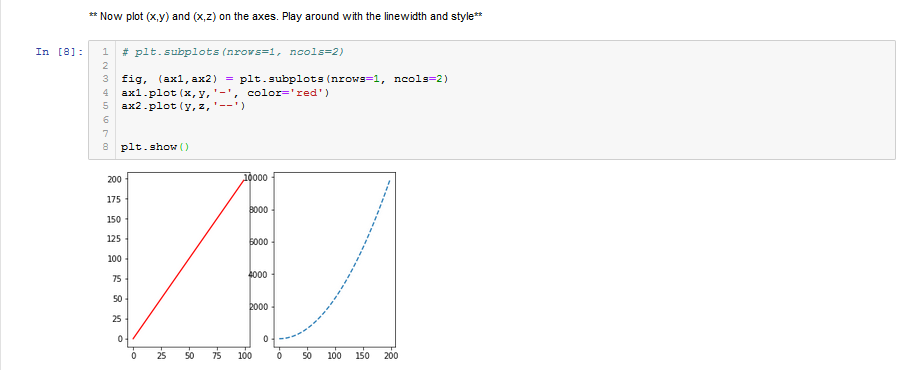 ** Now plot (x,y) and (x,z) on the axes. Play around with the linewidth and style**
In [8]:
1 # plt.subplots(nrows=1, ncols=2)
2
3 fig, (ax1,ax2) = plt.subplots(nrows=1, ncols=2)
4 ax1.plot(x,y,'-', color='red')
5 ax2.plot(y,z,'--')
6
7
8 plt.show()
200
175
150
125
100
75
50
25
0
0 25 50 75 100
10000
8000
6000
4000
2000
0
0 50 100 150 200